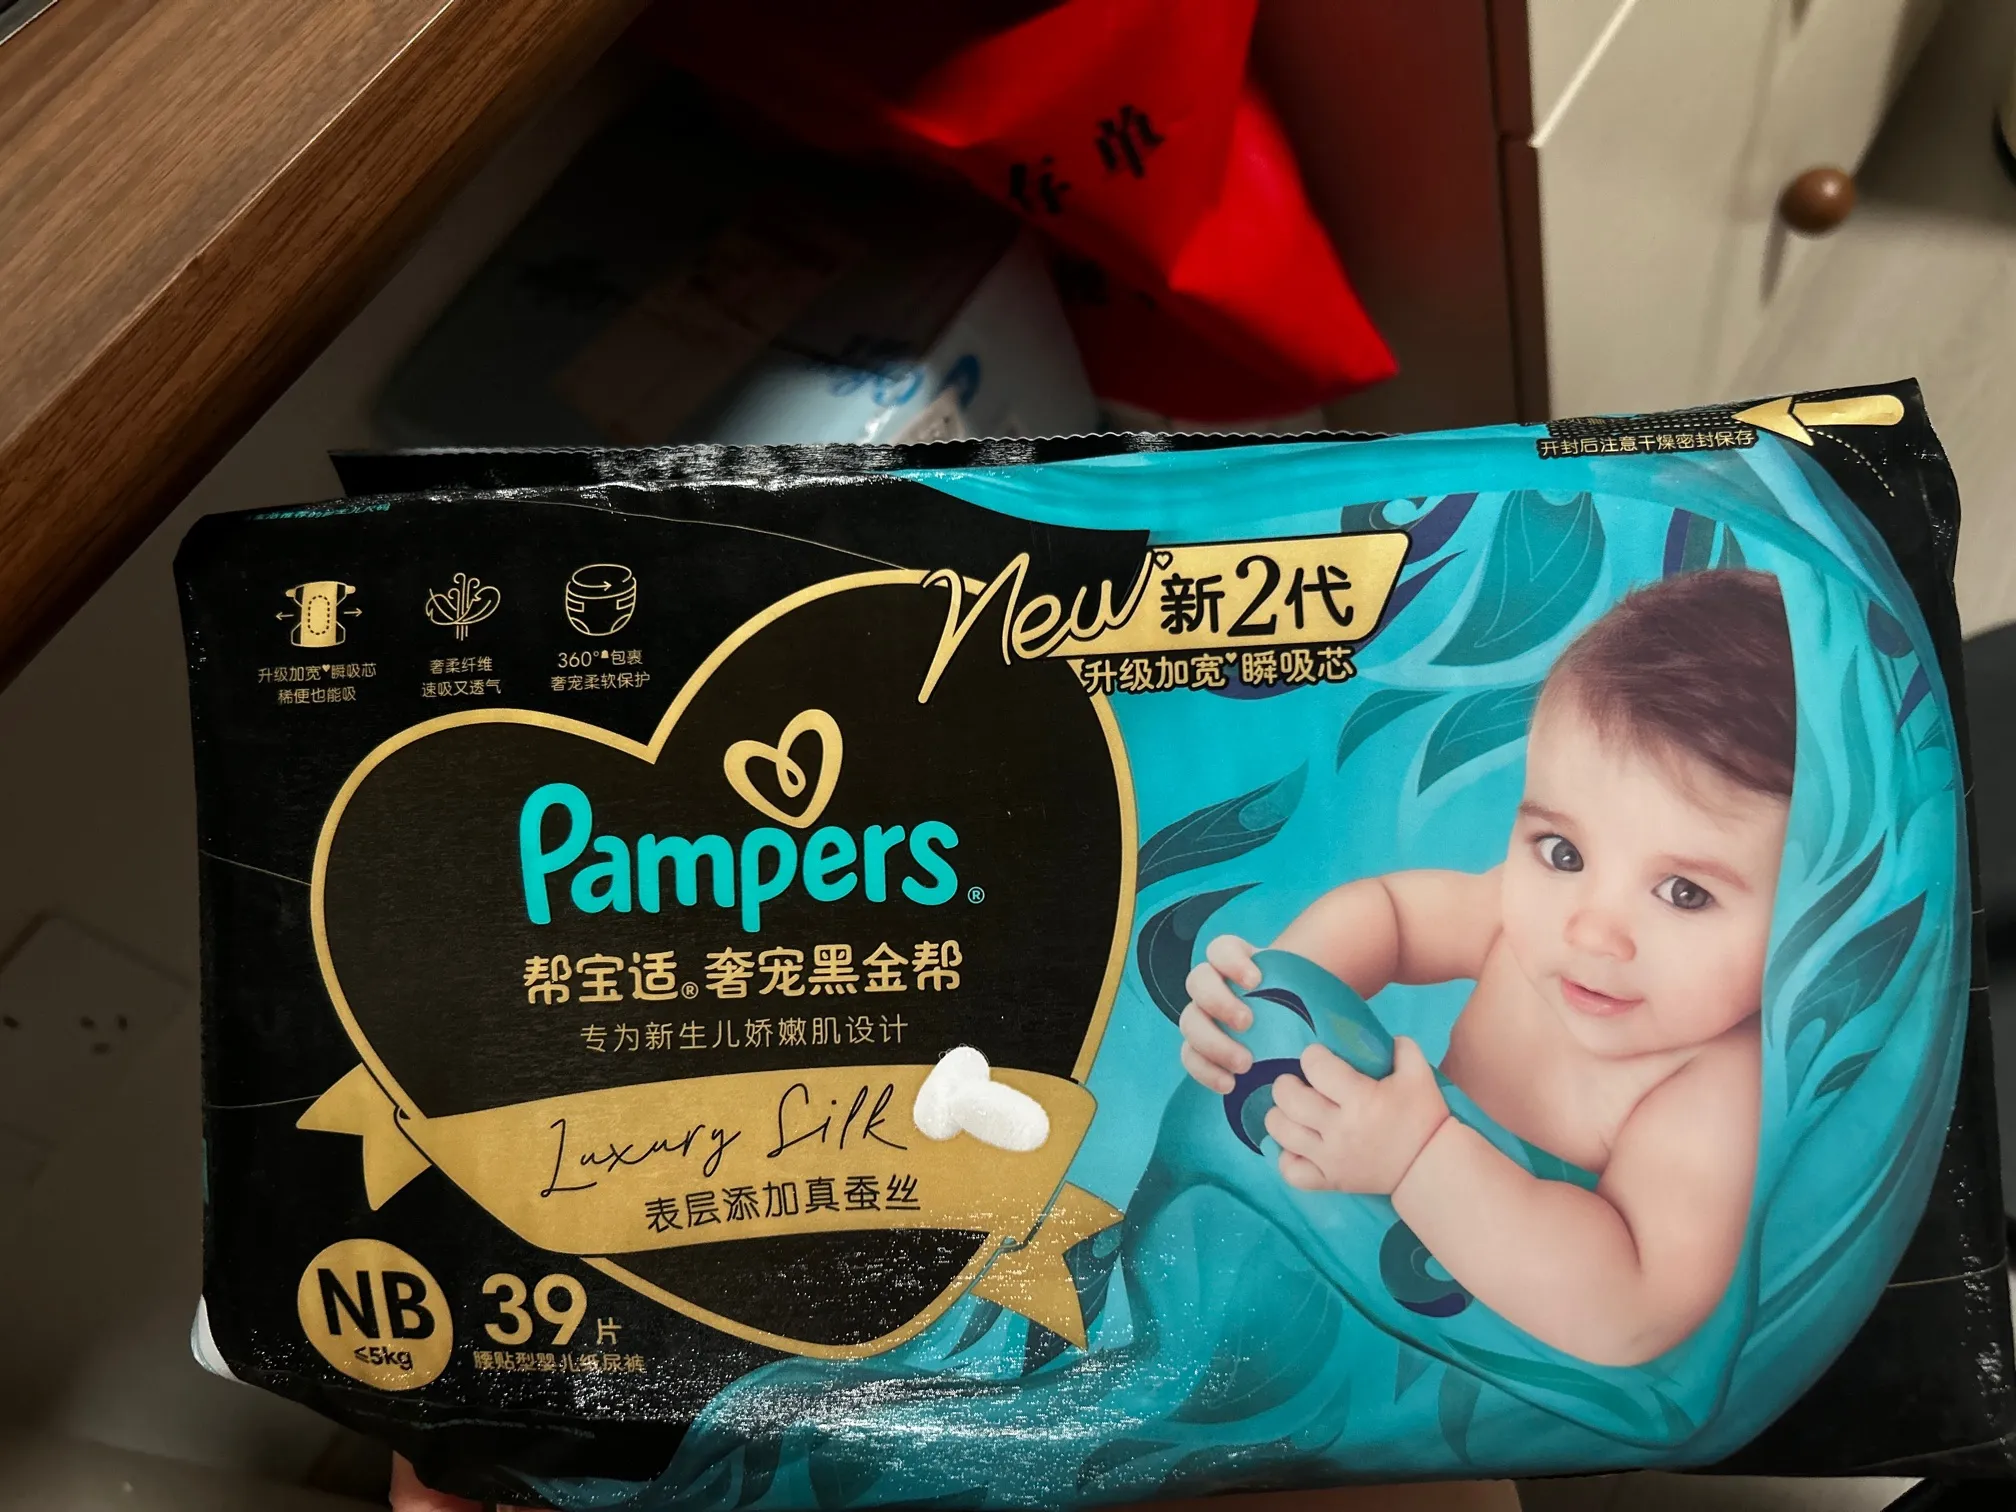 开封后注意干燥密封保存
New 新2代
升级加宽瞬吸芯
升级加宽瞬吸芯
稀便也能吸
奢柔纤维
速吸又透气
360°包裹
奢宠柔软保护
Pampers®
帮宝适®奢宠黑金帮
专为新生儿娇嫩肌设计
Luxury Silk
表层添加真蚕丝
NB
≤5kg
39片
腰贴型婴儿纸尿裤